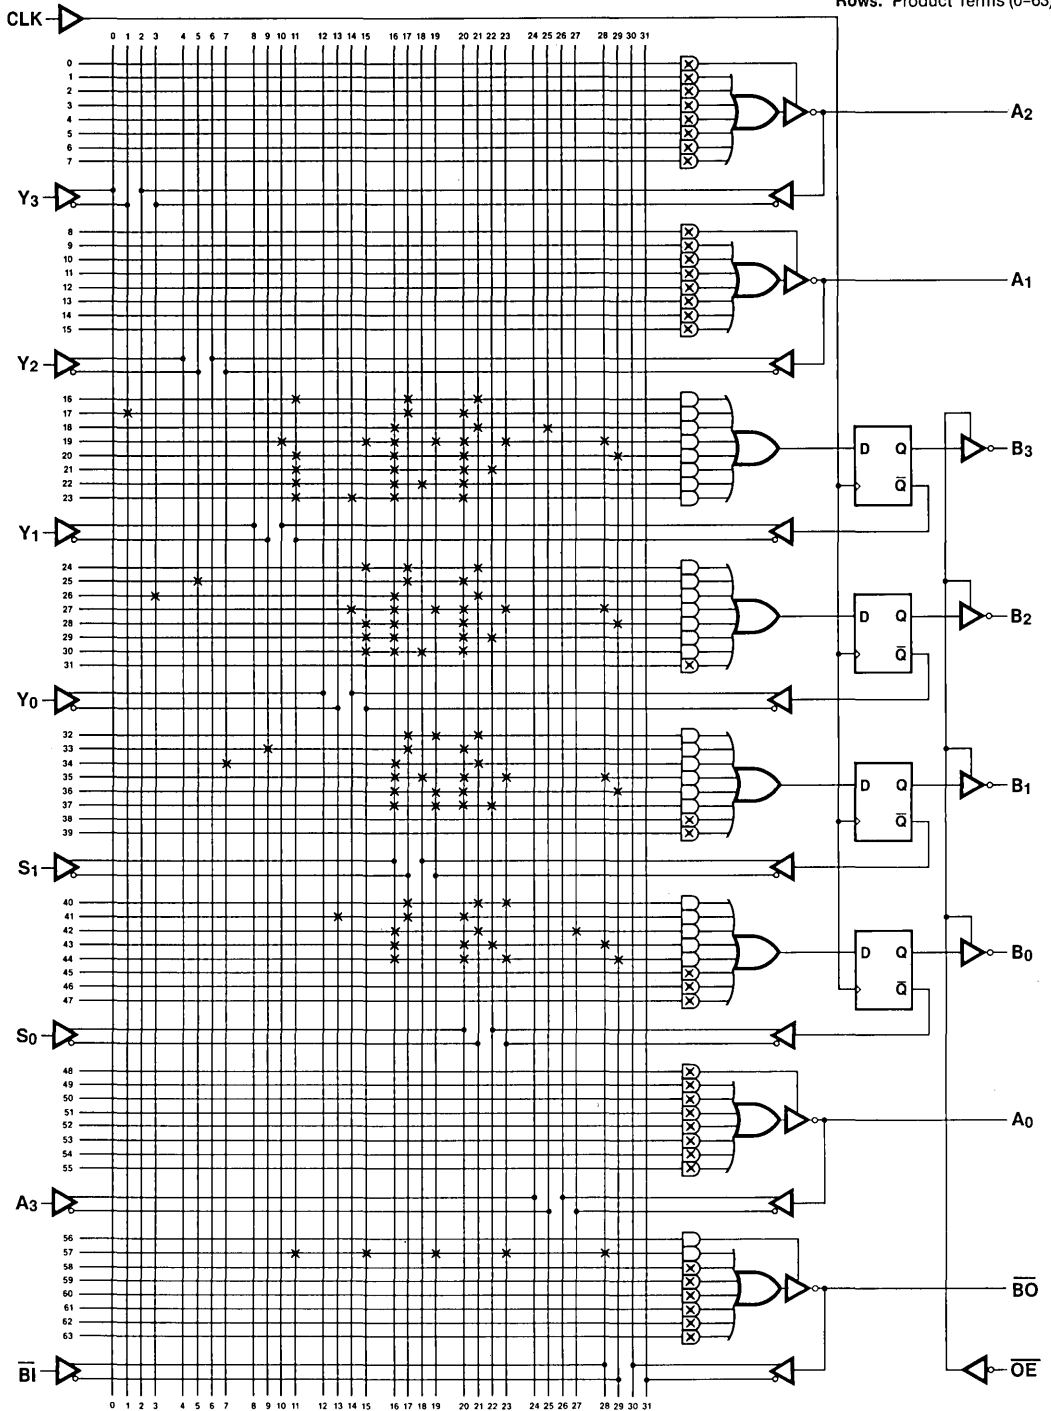 Rows: Product Terms (0–63)
CLK
0 1 2 3 4 5 6 7 8 9 10 11 12 13 14 15 16 17 18 19 20 21 22 23 24 25 26 27 28 29 30 31
0
1
2
3
4
5
6
7
A2
Y3
8
9
10
11
12
13
14
15
A1
Y2
16
17
18
19
20
21
22
23
D Q
Q̅
B3
Y1
24
25
26
27
28
29
30
31
D Q
Q̅
B2
Y0
32
33
34
35
36
37
38
39
D Q
Q̅
B1
S1
40
41
42
43
44
45
46
47
D Q
Q̅
B0
S0
48
49
50
51
52
53
54
55
A0
A3
56
57
58
59
60
61
62
63
B̅O̅
B̅I̅
O̅E̅
0 1 2 3 4 5 6 7 8 9 10 11 12 13 14 15 16 17 18 19 20 21 22 23 24 25 26 27 28 29 30 31